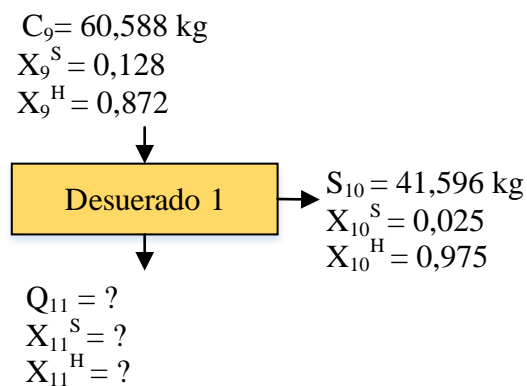 C₉= 60,588 kg
X₉ˢ = 0,128
X₉ᴴ = 0,872
Desuerado 1
S₁₀ = 41,596 kg
X₁₀ˢ = 0,025
X₁₀ᴴ = 0,975
Q₁₁ = ?
X₁₁ˢ = ?
X₁₁ᴴ = ?